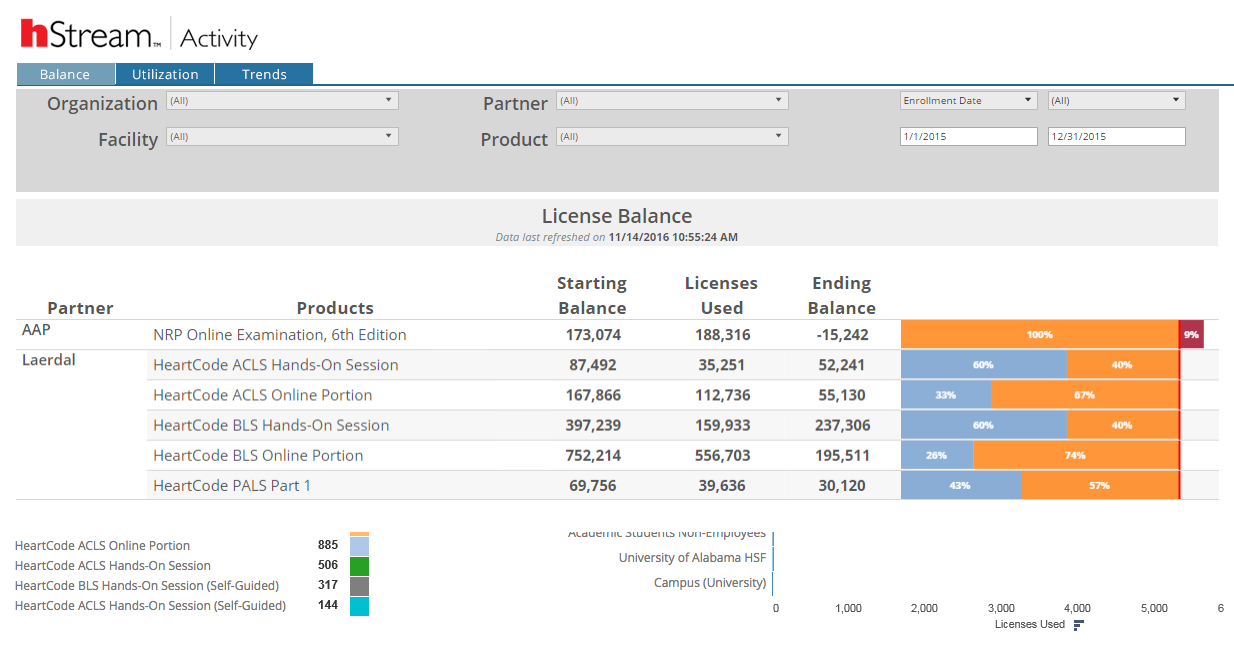 hStream™ Activity
Balance Utilization Trends
Organization (All) Partner (All) Enrollment Date (All)
Facility (All) Product (All) 1/1/2015 12/31/2015
License Balance
Data last refreshed on 11/14/2016 10:55:24 AM
Starting Licenses Ending
Partner Products Balance Used Balance
AAP NRP Online Examination, 6th Edition 173,074 188,316 -15,242 100% 9%
Laerdal HeartCode ACLS Hands-On Session 87,492 35,251 52,241 60% 40%
HeartCode ACLS Online Portion 167,866 112,736 55,130 33% 67%
HeartCode BLS Hands-On Session 397,239 159,933 237,306 60% 40%
HeartCode BLS Online Portion 752,214 556,703 195,511 26% 74%
HeartCode PALS Part 1 69,756 39,636 30,120 43% 57%
Academic Students Non-Employees
HeartCode ACLS Online Portion 885
University of Alabama HSF
HeartCode ACLS Hands-On Session 506
Campus (University)
HeartCode BLS Hands-On Session (Self-Guided) 317
HeartCode ACLS Hands-On Session (Self-Guided) 144
0 1,000 2,000 3,000 4,000 5,000 6
Licenses Used